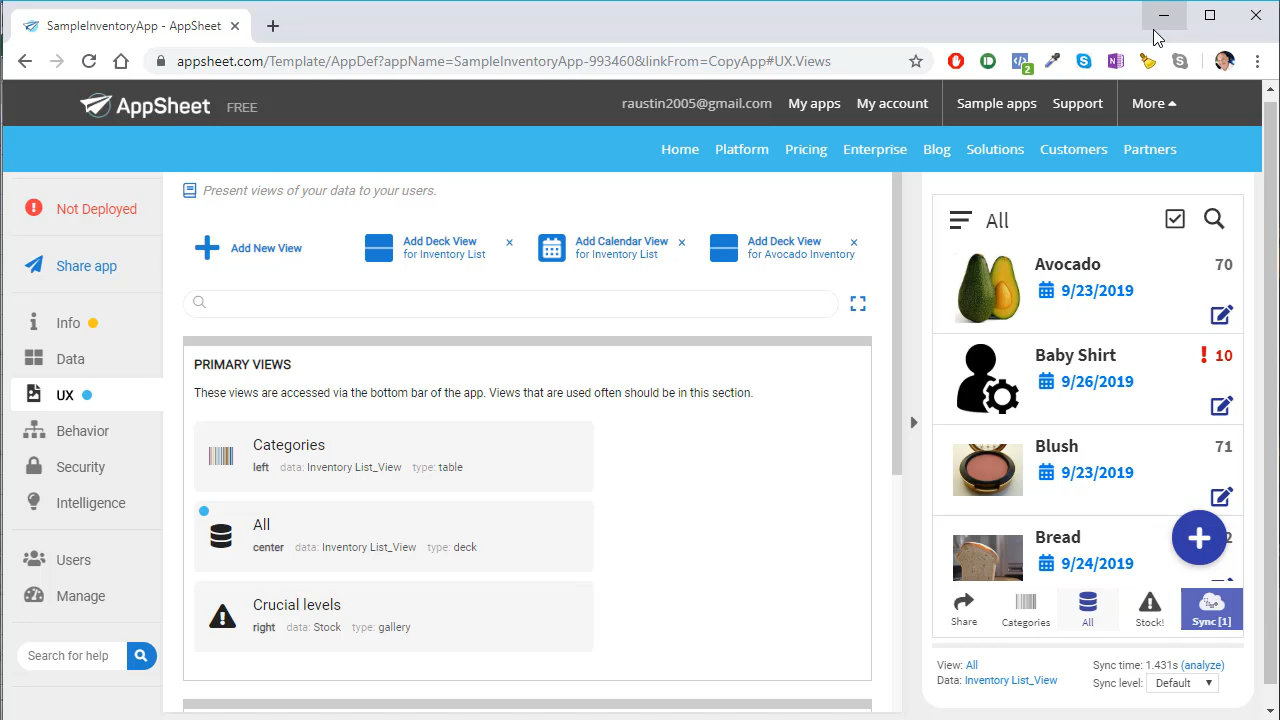 SampleInventoryApp - AppSheet
appsheet.com/Template/AppDef?appName=SampleInventoryApp-993460&linkFrom=CopyApp#UX.Views
2
AppSheet FREE
raustin2005@gmail.com My apps My account Sample apps Support More
Home Platform Pricing Enterprise Blog Solutions Customers Partners
Not Deployed
Share app
Info
Data
UX
Behavior
Security
Intelligence
Users
Manage
Search for help
Present views of your data to your users.
Add New View
Add Deck View
for Inventory List
Add Calendar View
for Inventory List
Add Deck View
for Avocado Inventory
PRIMARY VIEWS
These views are accessed via the bottom bar of the app. Views that are used often should be in this section.
Categories
left data: Inventory List_View type: table
All
center data: Inventory List_View type: deck
Crucial levels
right data: Stock type: gallery
All
Avocado 70
9/23/2019
Baby Shirt 10
9/26/2019
Blush 71
9/23/2019
Bread
9/24/2019
Share Categories All Stock! Sync [1]
View: All
Data: Inventory List_View
Sync time: 1.431s (analyze)
Sync level: Default